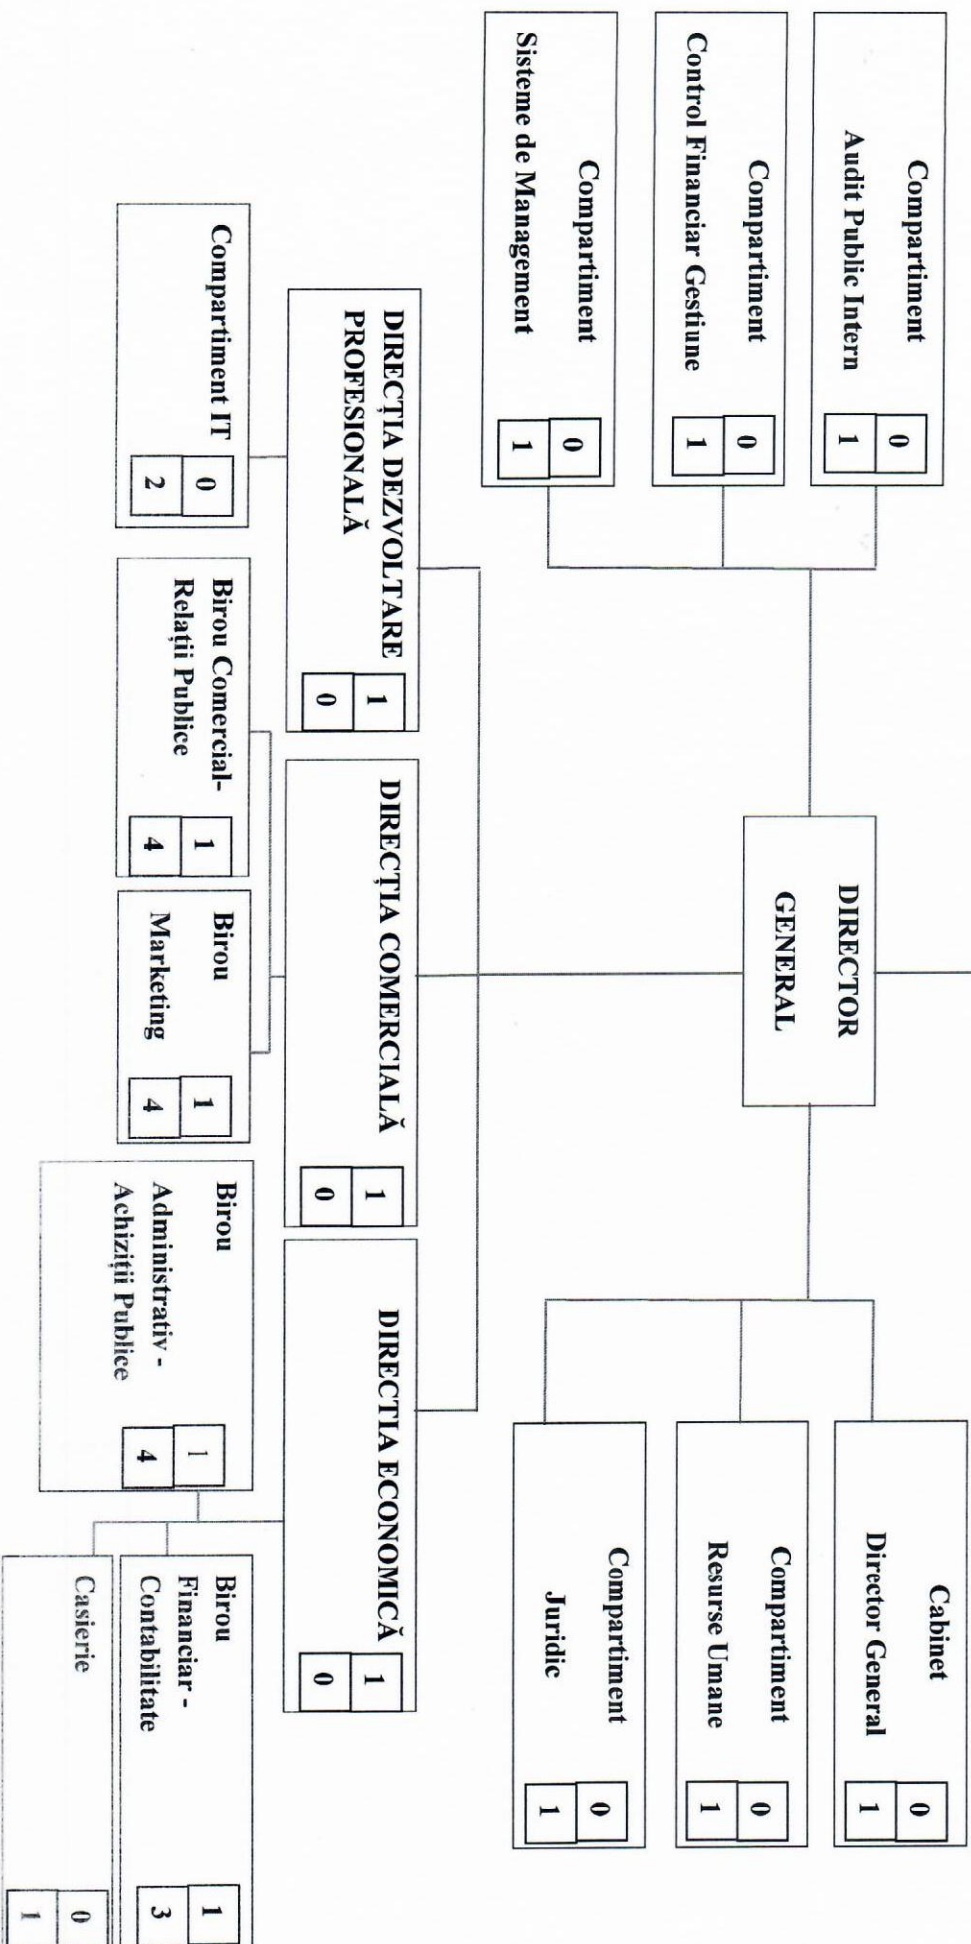 DIRECTOR
GENERAL
Compartiment
Audit Public Intern
0
1
Compartiment
Control Financiar Gestiune
0
1
Compartiment
Sisteme de Management
0
1
Cabinet
Director General
0
1
Compartiment
Resurse Umane
0
1
Compartiment
Juridic
0
1
DIRECȚIA DEZVOLTARE
PROFESIONALĂ
1
0
DIRECȚIA COMERCIALĂ
1
0
DIRECTIA ECONOMICĂ
1
0
Compartiment IT
0
2
Birou Comercial-
Relații Publice
1
4
Birou
Marketing
1
4
Birou
Administrativ -
Achiziții Publice
1
4
Birou
Financiar -
Contabilitate
1
3
Casierie
0
1